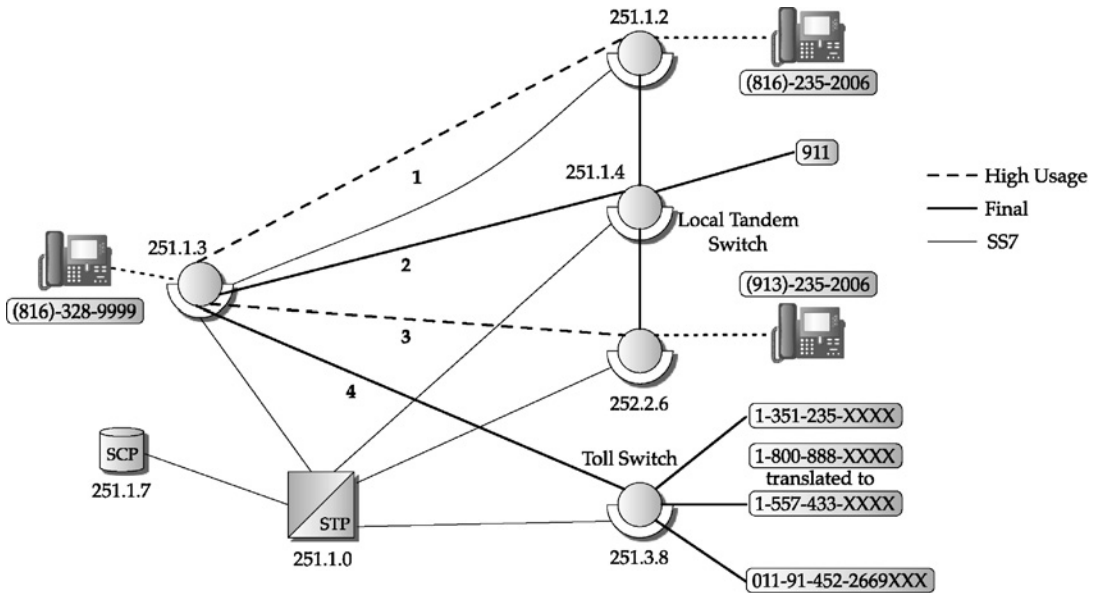 251.1.2
(816)-235-2006
911
251.1.4
High Usage
Final
SS7
1
Local Tandem
Switch
251.1.3
2
(816)-328-9999
(913)-235-2006
3
252.2.6
4
1-351-235-XXXX
Toll Switch
1-800-888-XXXX
translated to
1-557-433-XXXX
SCP
251.1.7
STP
251.1.0
251.3.8
011-91-452-2669XXX